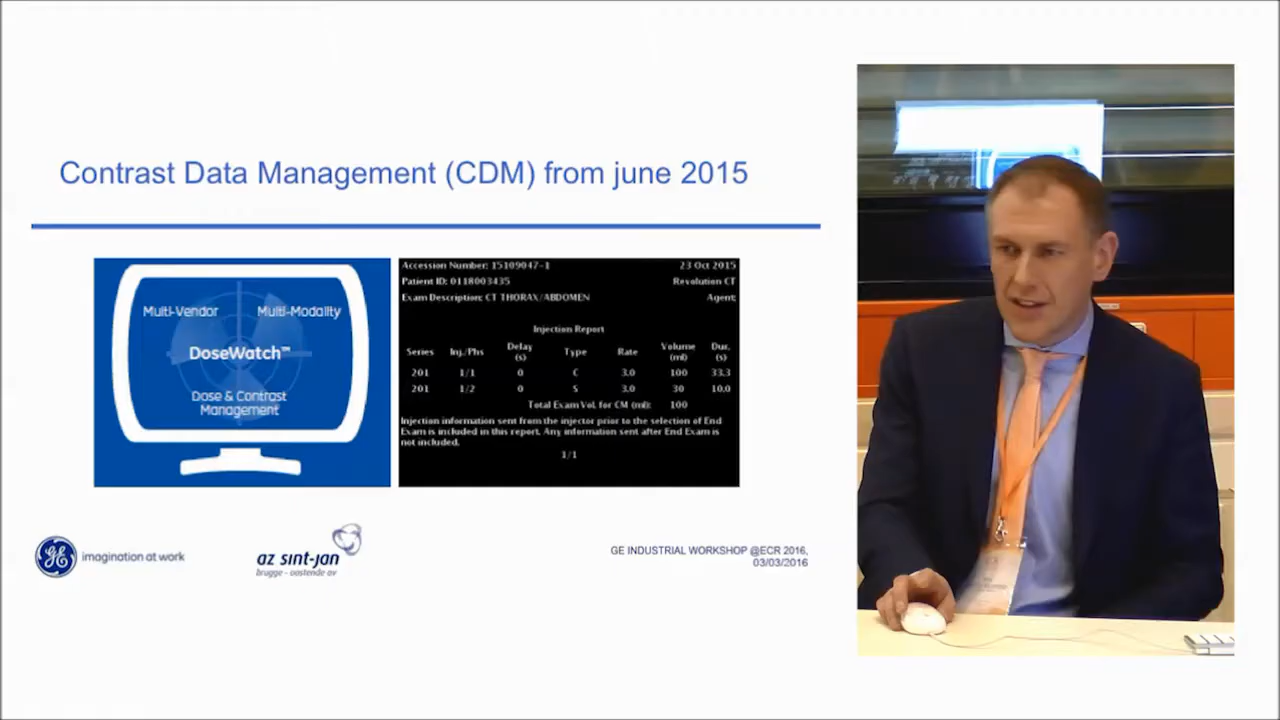 Contrast Data Management (CDM) from june 2015
Multi-Vendor
Multi-Modality
DoseWatch™
Dose & Contrast
Management
Accession Number: 15109047-1
23 Oct 2015
Patient ID: 0118003435
Revolution CT
Exam Description: CT THORAX/ABDOMEN
Agent:
Injection Report
Series Inj./Phs Delay (s) Type Rate Volume (ml) Dur. (s)
201 1/1 0 C 3.0 100 33.3
201 1/2 0 S 3.0 30 10.0
Total Exam Vol. for CM (ml): 100
Injection information sent from the injector prior to the selection of End
Exam is included in this report. Any information sent after End Exam is
not included.
1/1
GE imagination at work
az sint-jan
brugge - oostende av
GE INDUSTRIAL WORKSHOP @ECR 2016,
03/03/2016